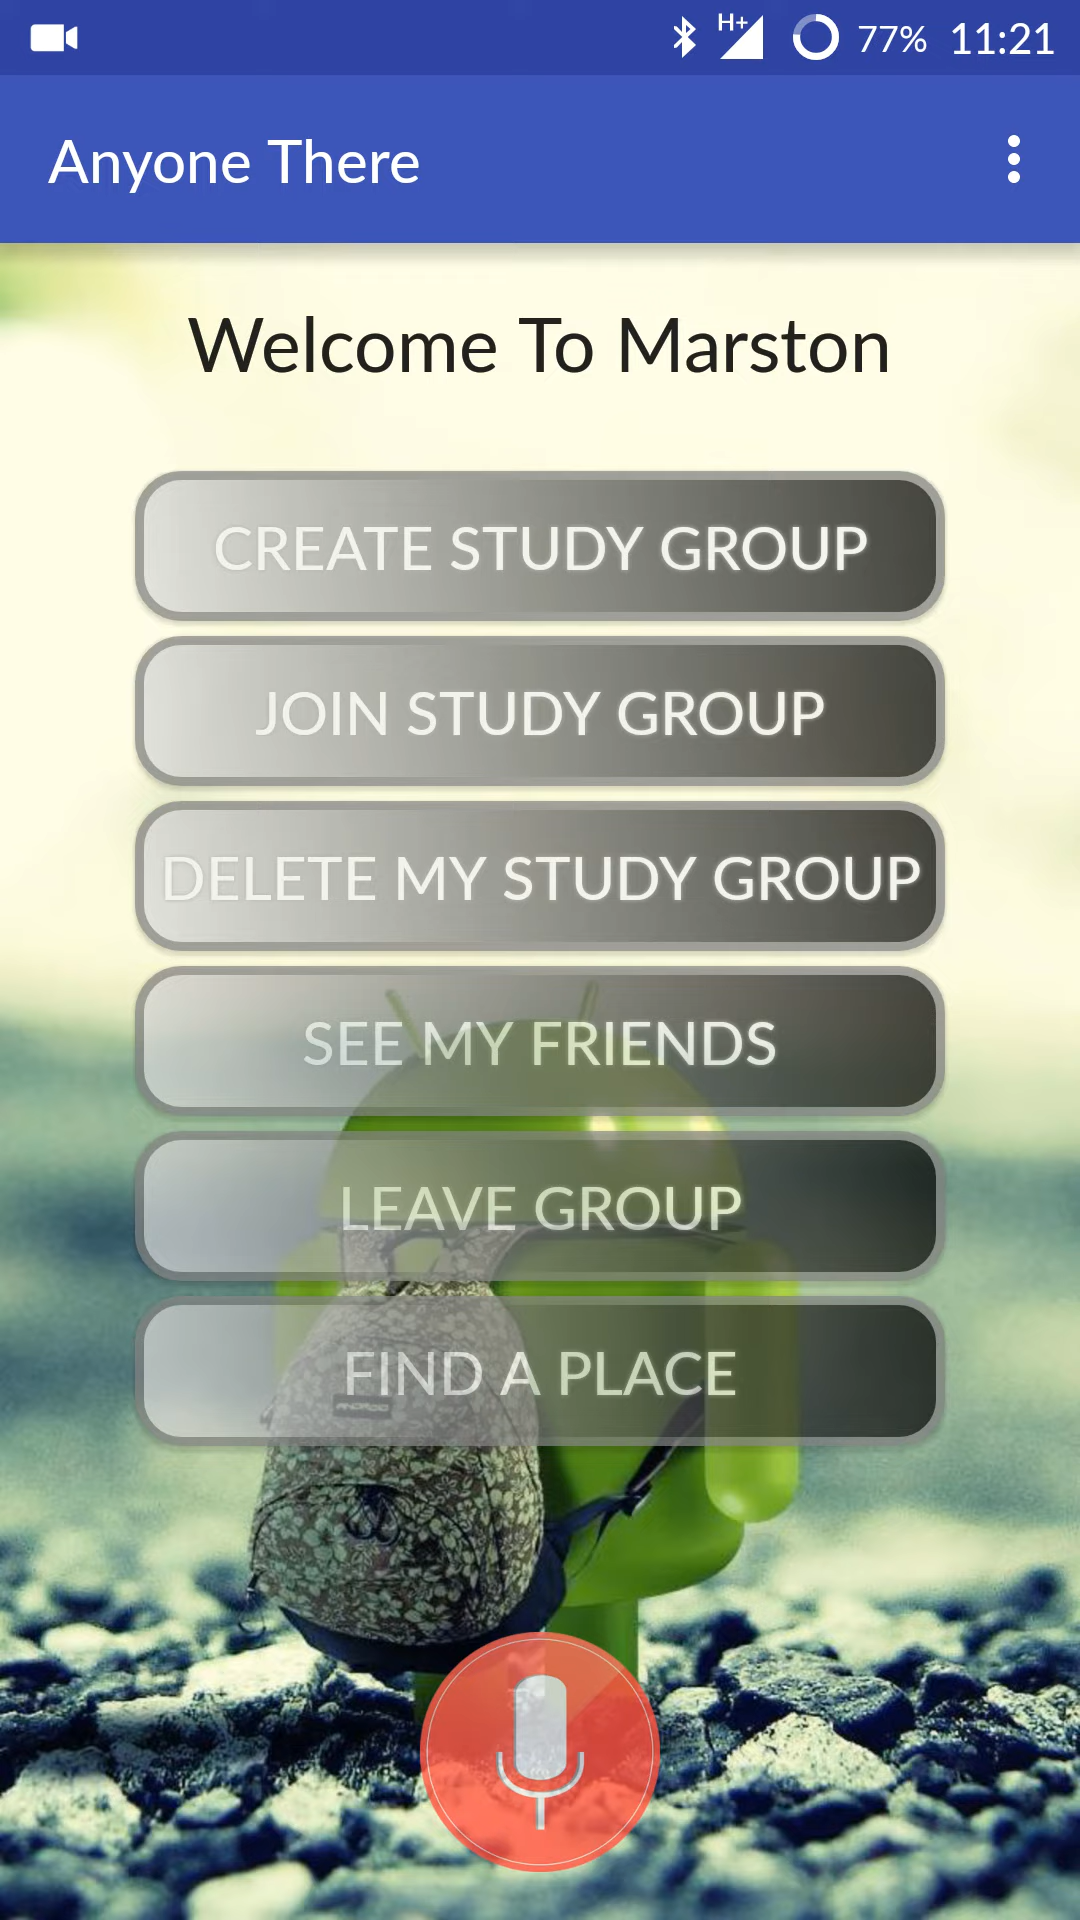 H+ 77% 11:21
Anyone There
Welcome To Marston
CREATE STUDY GROUP
JOIN STUDY GROUP
DELETE MY STUDY GROUP
SEE MY FRIENDS
LEAVE GROUP
FIND A PLACE
ANDROID